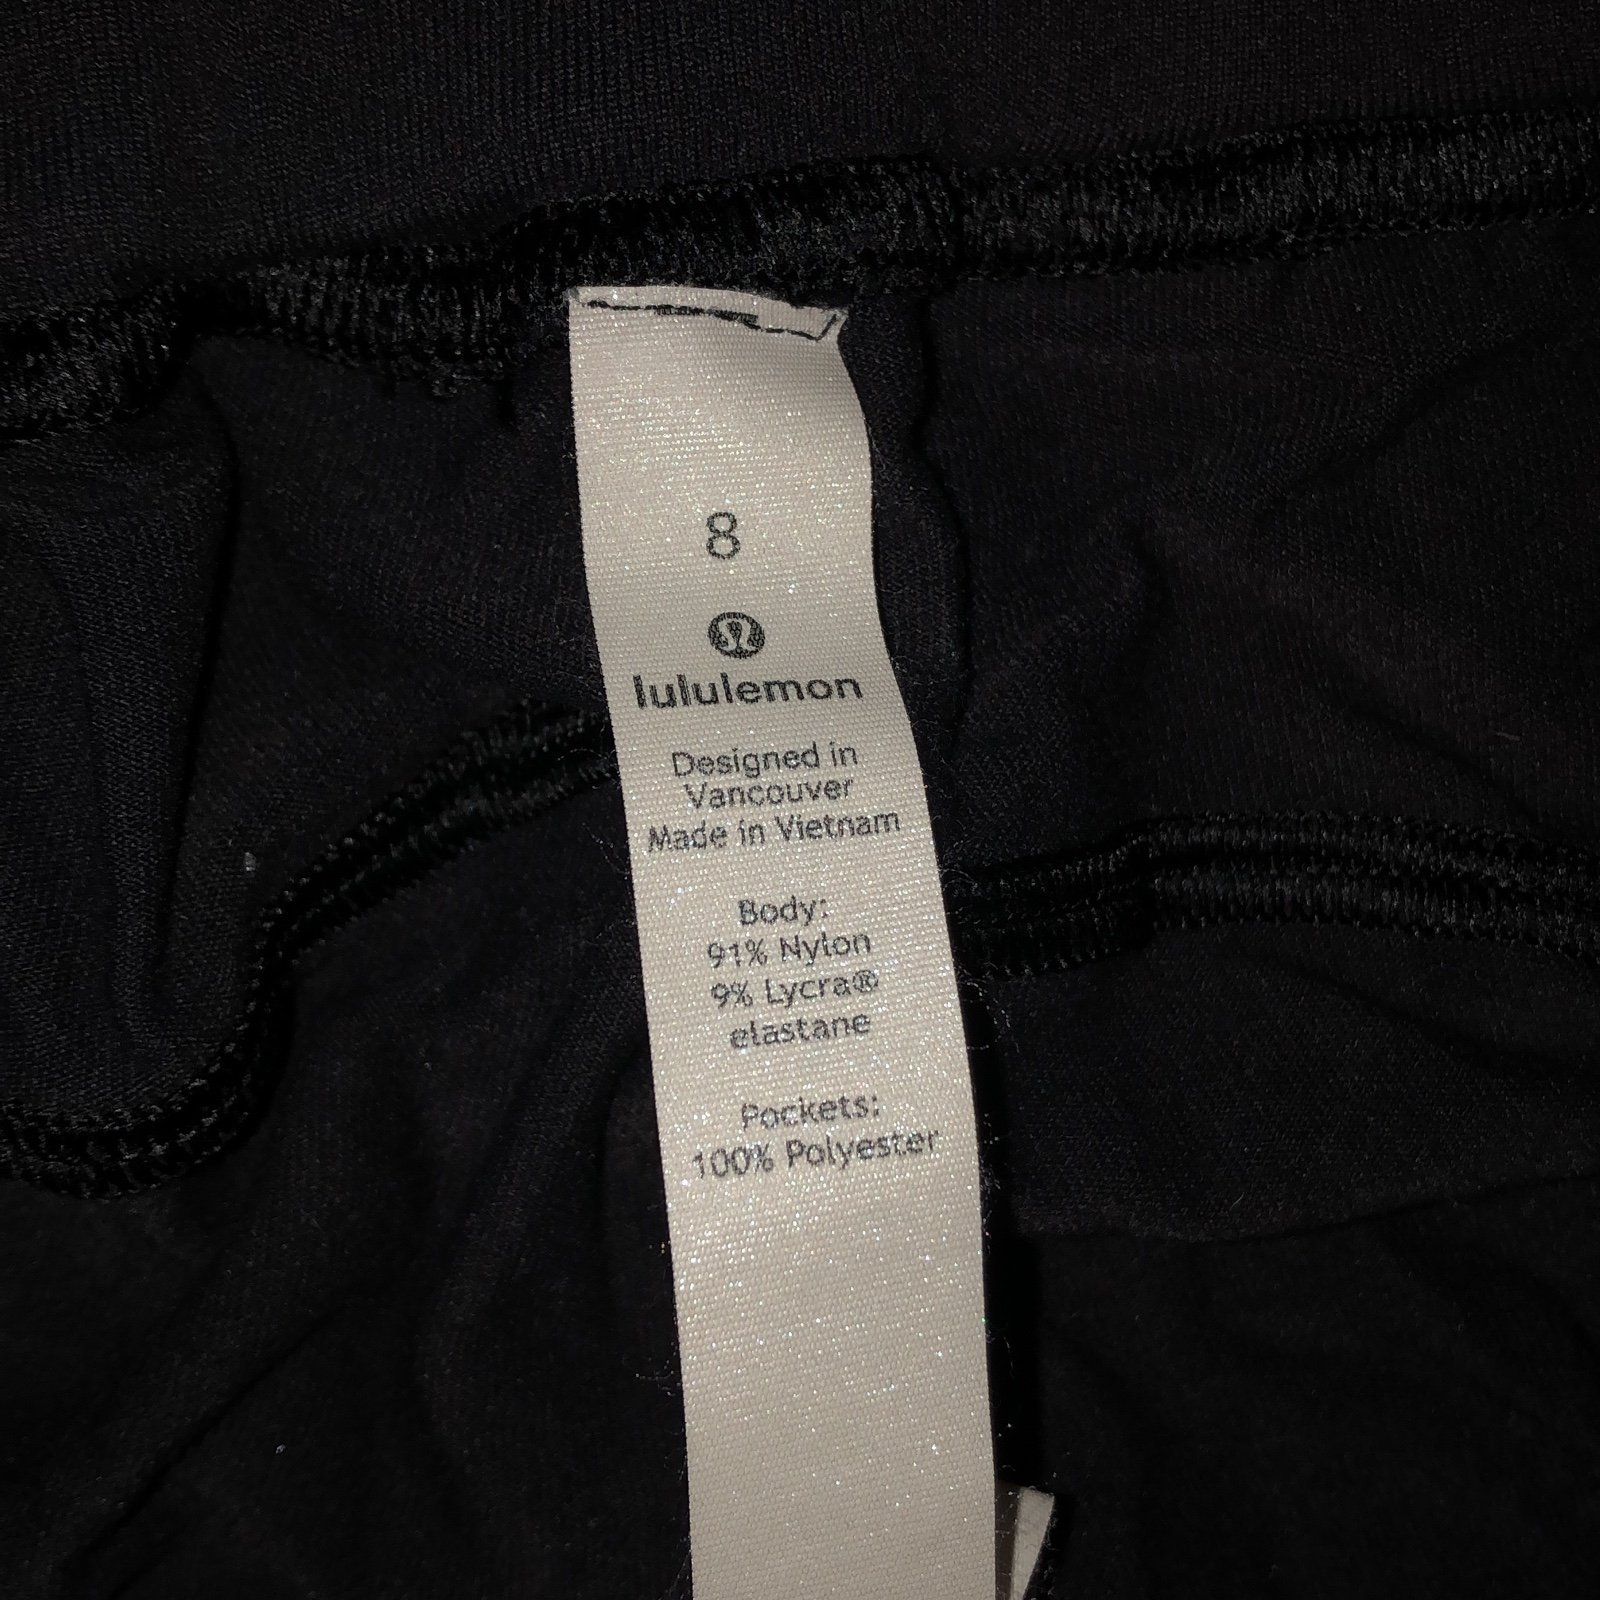 8
lululemon
Designed in
Vancouver
Made in Vietnam
Body:
91% Nylon
9% Lycra®
elastane
Pockets:
100% Polyester